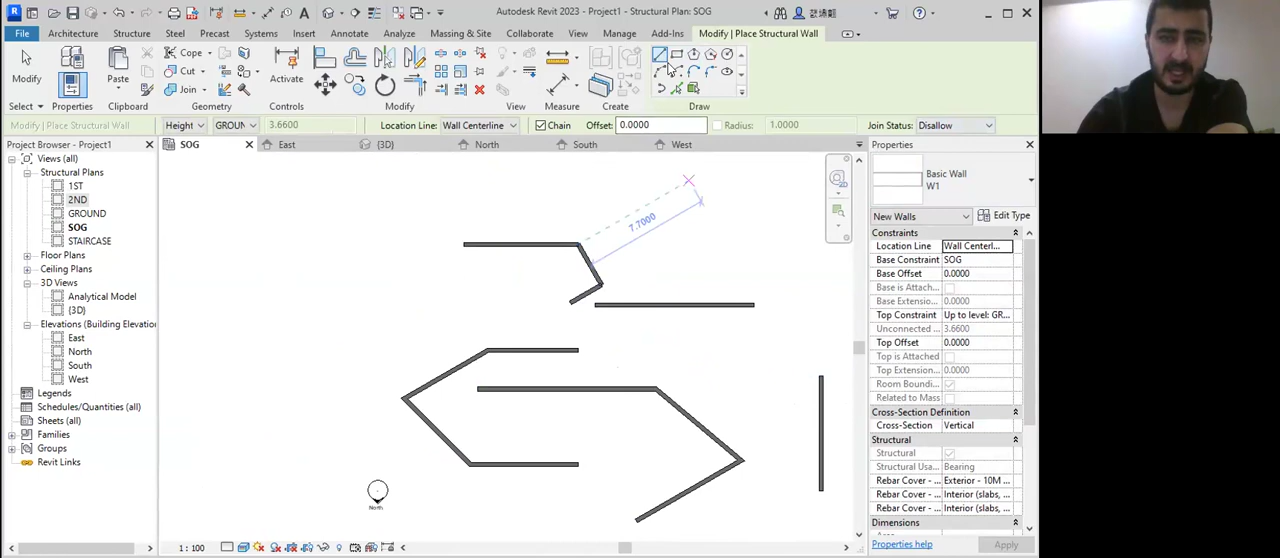 Autodesk Revit 2023 - Project1 - Structural Plan: SOG
File Architecture Structure Steel Precast Systems Insert Annotate Analyze Massing & Site Collaborate View Manage Add-Ins Modify | Place Structural Wall
Modify
Properties
Paste
Cope
Cut
Join
Activate
Measure
Select Properties Clipboard Geometry Controls Modify View Measure Create Draw
Modify | Place Structural Wall Height GROUN 3.6600 Location Line: Wall Centerline Chain Offset: 0.0000 Radius: 1.0000 Join Status: Disallow
Project Browser - Project1
SOG East {3D} North South West
Properties
Views (all)
Structural Plans
1ST
2ND
GROUND
SOG
STAIRCASE
Floor Plans
Ceiling Plans
3D Views
Analytical Model
{3D}
Elevations (Building Elevation
East
North
South
West
Legends
Schedules/Quantities (all)
Sheets (all)
Families
Groups
Revit Links
7.7000
2D
North
1 : 100
Basic Wall
W1
New Walls Edit Type
Constraints
Location Line Wall Centerl...
Base Constraint SOG
Base Offset 0.0000
Base is Attach...
Base Extensio... 0.0000
Top Constraint Up to level: GR...
Unconnected ... 3.6600
Top Offset 0.0000
Top is Attached
Top Extension... 0.0000
Room Boundi...
Related to Mass
Cross-Section Definition
Cross-Section Vertical
Structural
Structural
Structural Usa... Bearing
Rebar Cover - ... Exterior - 10M ...
Rebar Cover - ... Interior (slabs, ...
Rebar Cover - ... Interior (slabs, ...
Dimensions
Properties help Apply